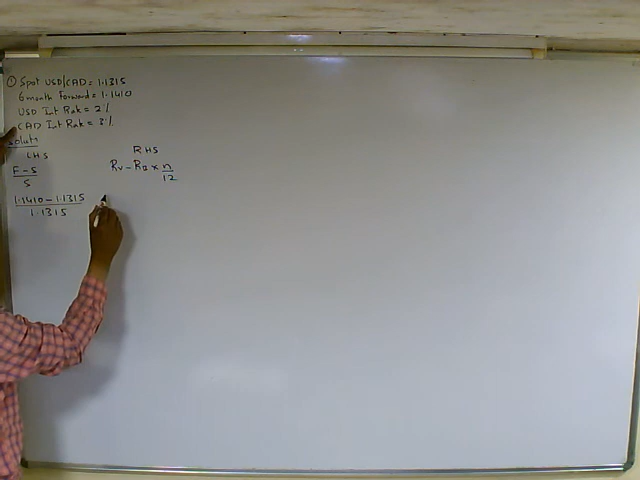 ① Spot USD/CAD = 1.1315
6 month Forward = 1.1410
USD Int Rate = 2%
CAD Int Rate = 3%
Solutn
LHS
RHS
F - S / S
Rv - RB × n/12
1.1410 - 1.1315 / 1.1315